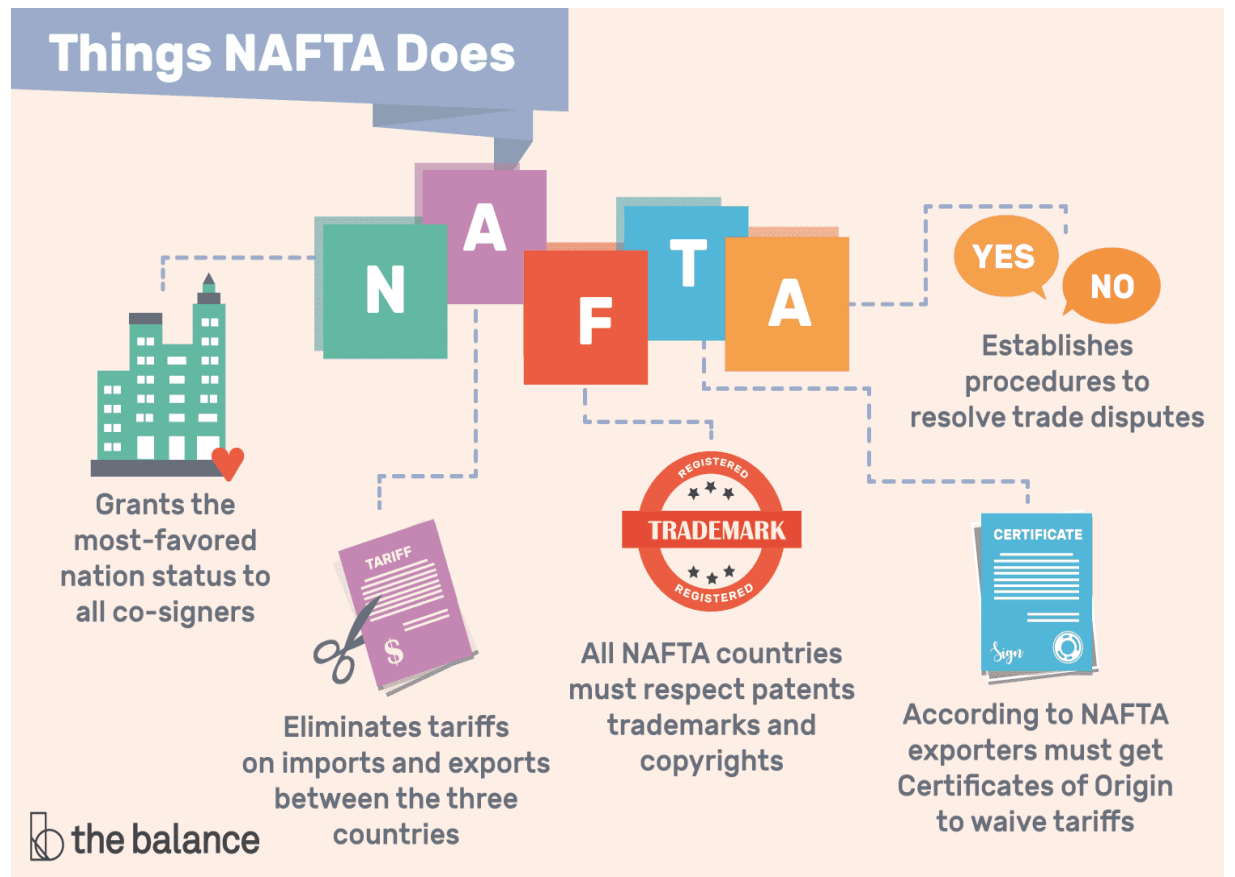 Things NAFTA Does
N
A
F
T
A
YES
NO
Establishes
procedures to
resolve trade disputes
Grants the
most-favored
nation status to
all co-signers
TARIFF
$
Eliminates tariffs
on imports and exports
between the three
countries
REGISTERED
TRADEMARK
REGISTERED
All NAFTA countries
must respect patents
trademarks and
copyrights
CERTIFICATE
Sign
According to NAFTA
exporters must get
Certificates of Origin
to waive tariffs
the balance